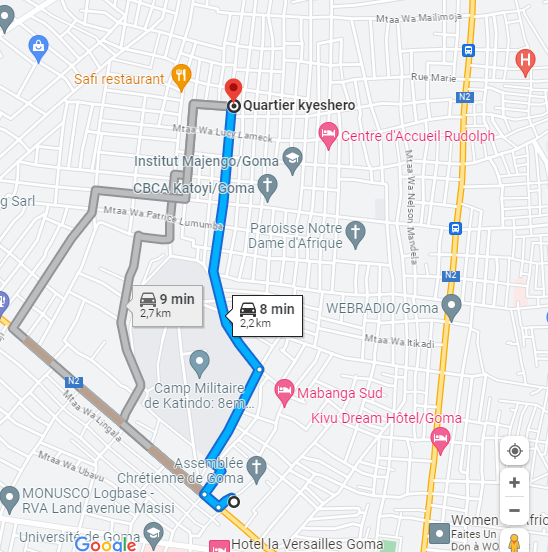 Mtaa Wa Mailimoja
Safi restaurant
Rue Marie
N2
Quartier kyeshero
Mtaa Wa Lucy Lameck
Centre d'Accueil Rudolph
Institut Majengo/Goma
CBCA Katoyi/Goma
Mtaa Wa Nelson Mandela
ng Sarl
Mtaa Wa Patrice Lumumba
Paroisse Notre
Dame d'Afrique
N2
9 min
2,7 km
8 min
2,2 km
WEBRADIO/Goma
Mtaa Wa Itikadi
Camp Militaire
de Katindo: 8em...
N2
Mabanga Sud
Mtaa Wa Lingala
Kivu Dream Hôtel/Goma
Mtaa Wa Ubavu
Assemblée
Chrétienne de Goma
MONUSCO Logbase -
RVA Land avenue Masisi
Women
Faites Un
Don à
Université de Goma
Google
Hotel la Versailles Goma